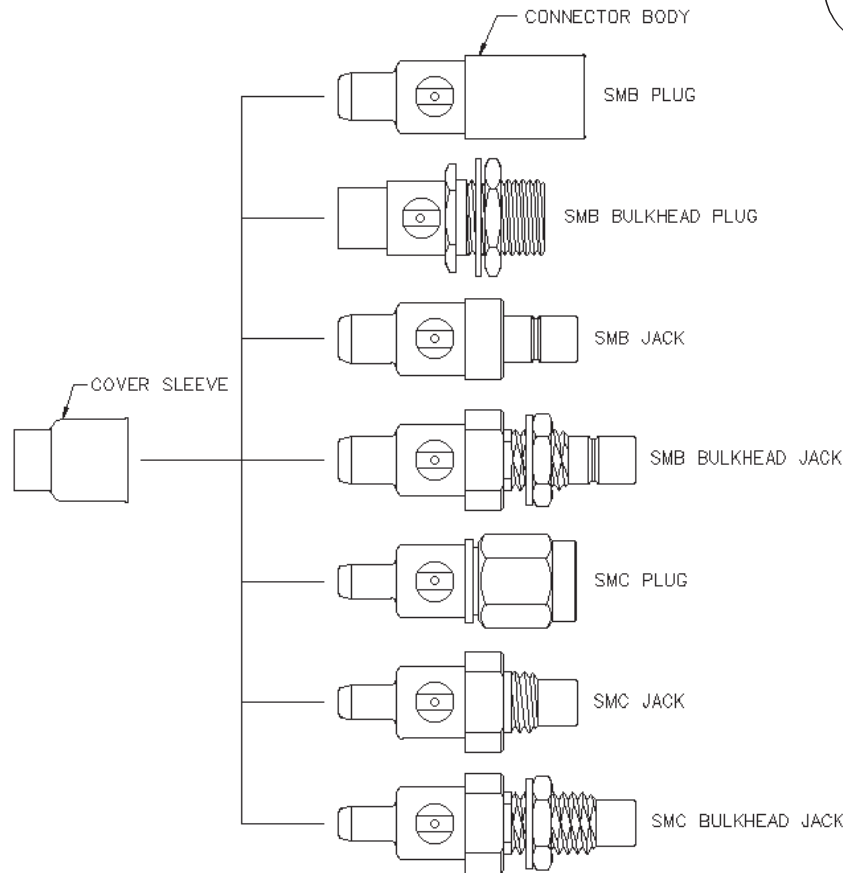 CONNECTOR BODY
SMB PLUG
SMB BULKHEAD PLUG
SMB JACK
COVER SLEEVE
SMB BULKHEAD JACK
SMC PLUG
SMC JACK
SMC BULKHEAD JACK